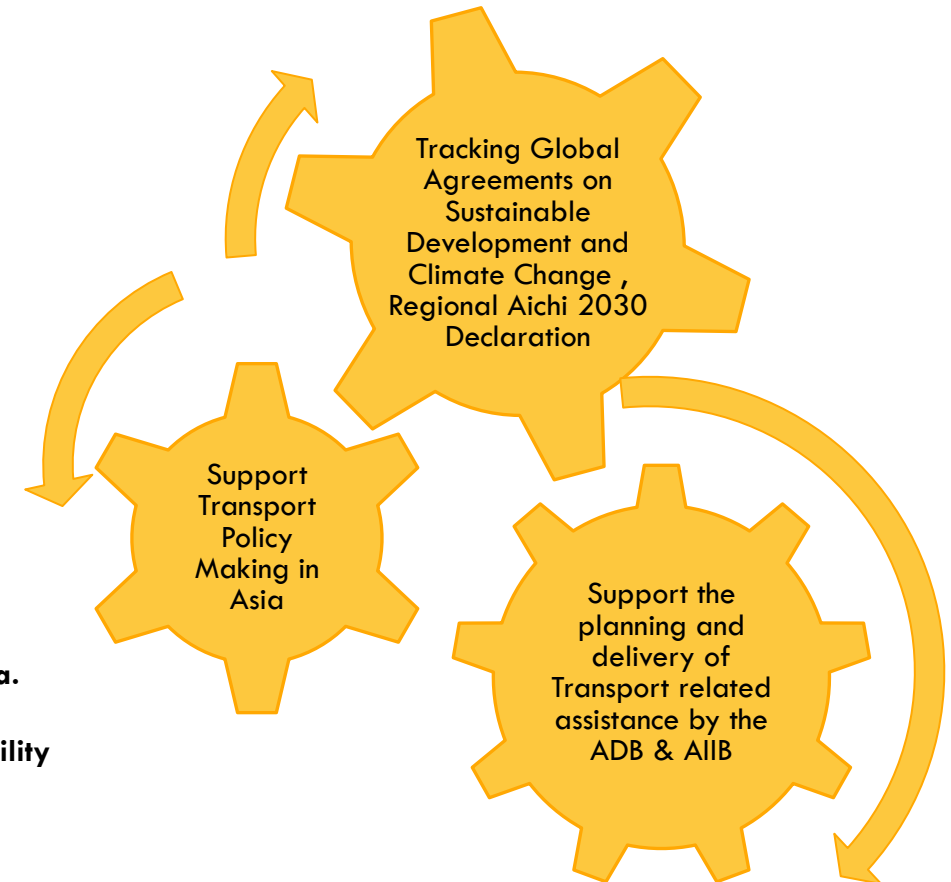 Tracking Global
Agreements on
Sustainable
Development and
Climate Change ,
Regional Aichi 2030
Declaration
Support
Transport
Policy
Making in
Asia
Support the
planning and
delivery of
Transport related
assistance by the
ADB & AIIB
a.
ility